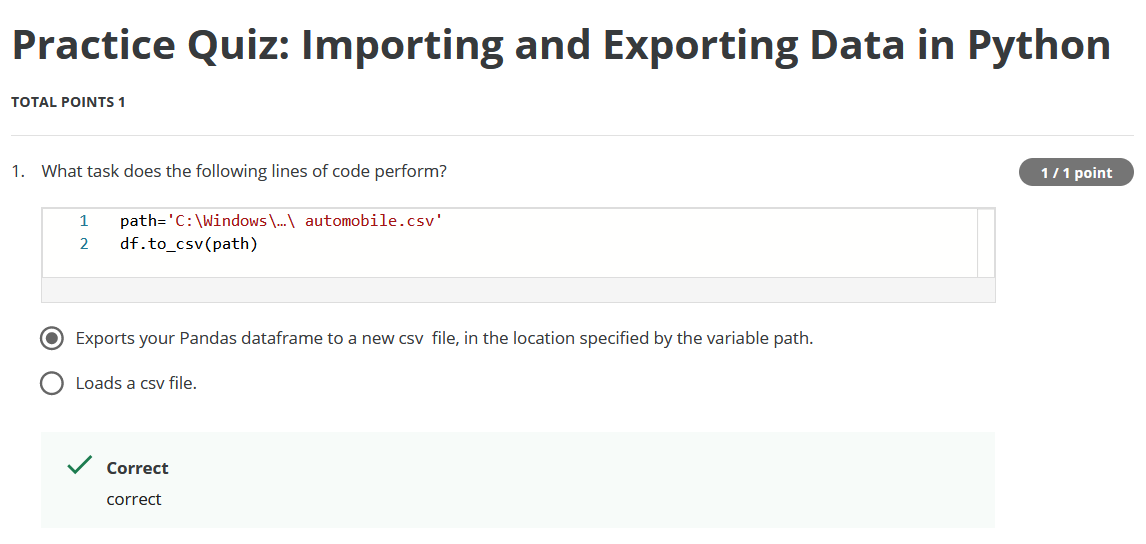 Practice Quiz: Importing and Exporting Data in Python
TOTAL POINTS 1
1. What task does the following lines of code perform?
1 / 1 point
1 path='C:\Windows\…\ automobile.csv'
2 df.to_csv(path)
Exports your Pandas dataframe to a new csv  file, in the location specified by the variable path.
Loads a csv file.
Correct
correct